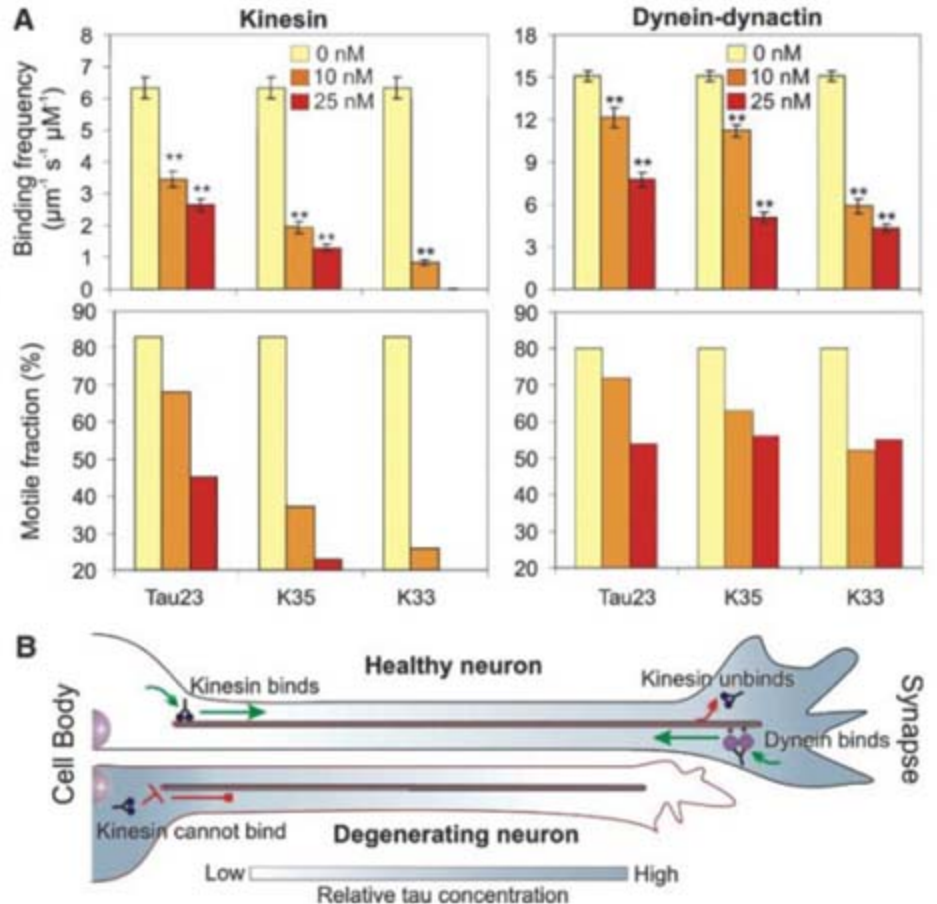 A
Kinesin
Dynein-dynactin
Binding frequency
(µm⁻¹ s⁻¹ µM⁻¹)
8
7
6
5
4
3
2
1
0
0 nM
10 nM
25 nM
**
**
**
**
**
18
15
12
9
6
3
0
0 nM
10 nM
25 nM
**
**
**
**
**
**
Motile fraction (%)
90
80
70
60
50
40
30
20
Tau23 K35 K33
90
80
70
60
50
40
30
20
Tau23 K35 K33
B
Cell Body
Healthy neuron
Kinesin binds
Kinesin unbinds
Dynein binds
Synapse
Kinesin cannot bind
Degenerating neuron
Low High
Relative tau concentration